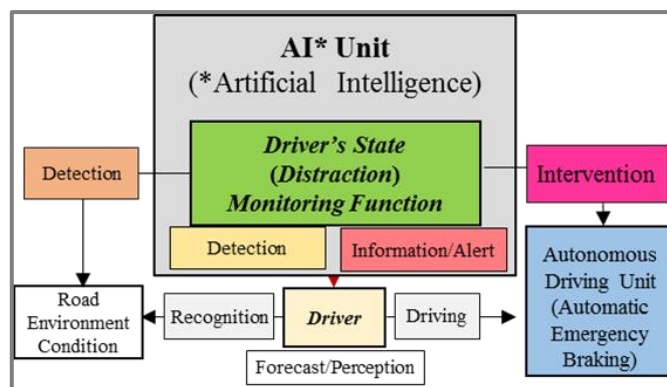 AI* Unit
(*Artificial Intelligence)
Driver's State
(Distraction)
Monitoring Function
Detection
Intervention
Detection
Information/Alert
Road
Environment
Condition
Recognition
Driver
Driving
Forecast/Perception
Autonomous
Driving Unit
(Automatic
Emergency
Braking)